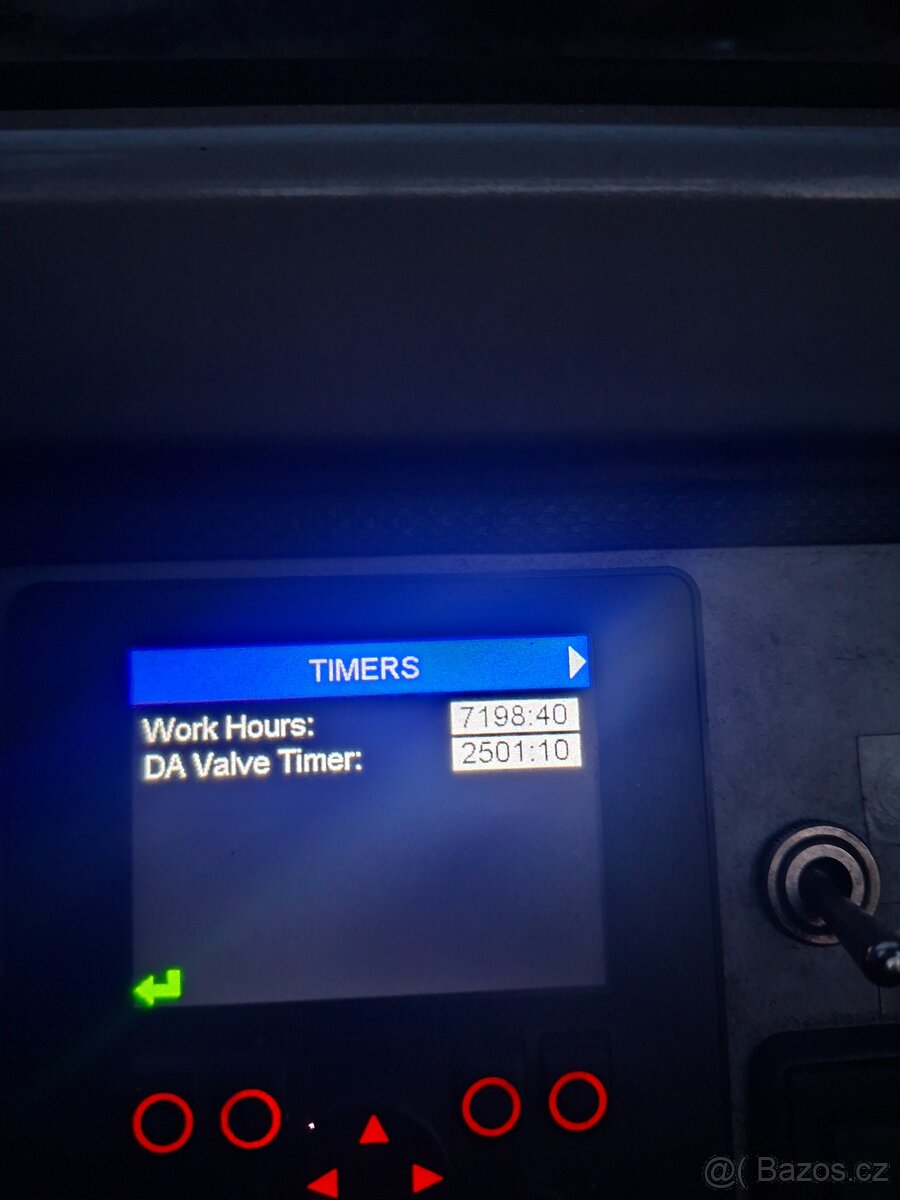 TIMERS
Work Hours: 7198:40
DA Valve Timer: 2501:10
@( Bazos.cz